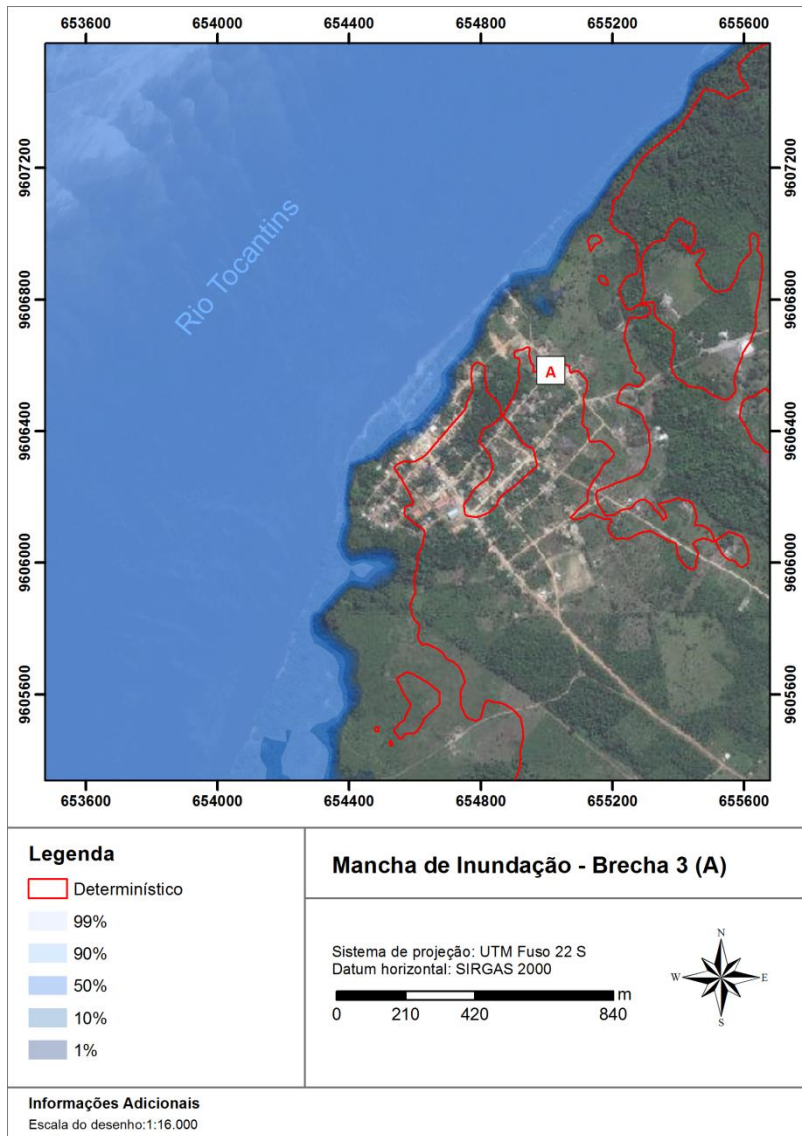 653600 654000 654400 654800 655200 655600
9607200 9607200
Rio Tocantins
9606800 9606800
A
9606400 9606400
9606000 9606000
9605600 9605600
653600 654000 654400 654800 655200 655600
Legenda
Determinístico
99%
90%
50%
10%
1%
Mancha de Inundação - Brecha 3 (A)
Sistema de projeção: UTM Fuso 22 S
Datum horizontal: SIRGAS 2000
m
0 210 420 840
N
W E
S
Informações Adicionais
Escala do desenho:1:16.000